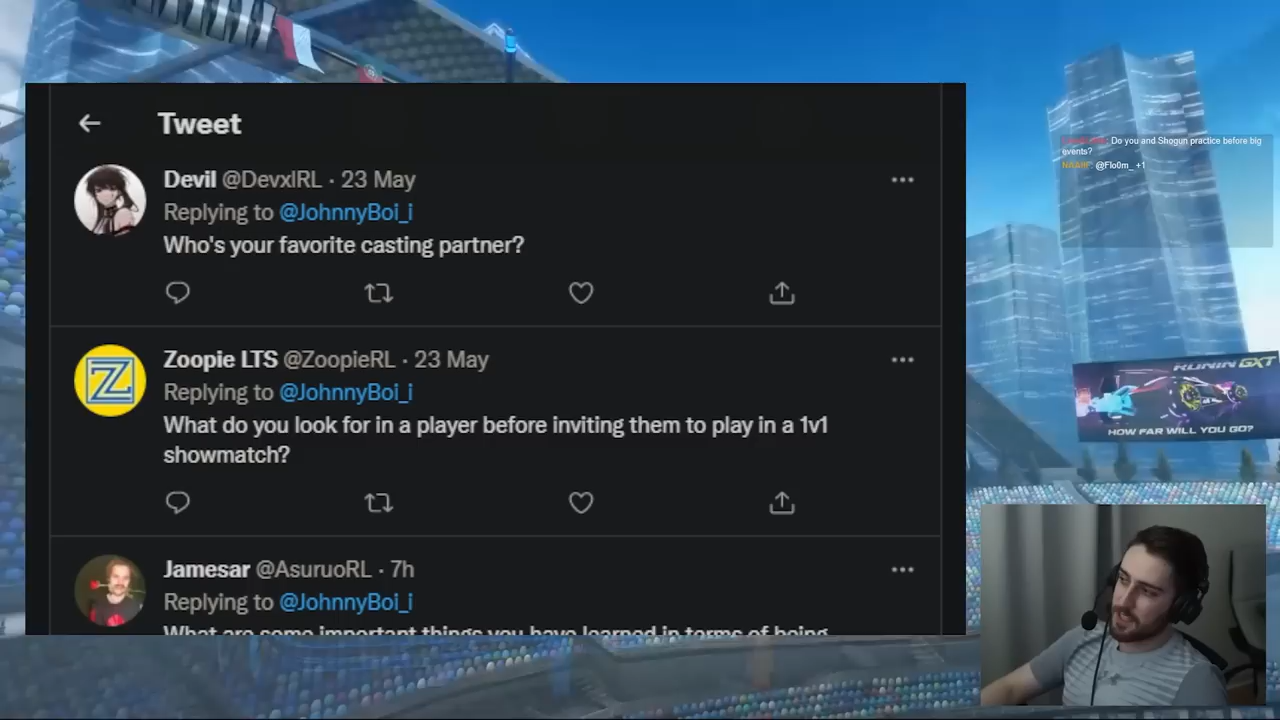 Tweet
Devil @DevxlRL · 23 May
Replying to @JohnnyBoi_i
Who's your favorite casting partner?
Zoopie LTS @ZoopieRL · 23 May
Replying to @JohnnyBoi_i
What do you look for in a player before inviting them to play in a 1v1
showmatch?
Jamesar @AsuruoRL · 7h
Replying to @JohnnyBoi_i
What are some important things you have learned in terms of being
Do you and Shogun practice before big
events?
@Flo0m_ +1
RONIN GXT
HOW FAR WILL YOU GO?
Z